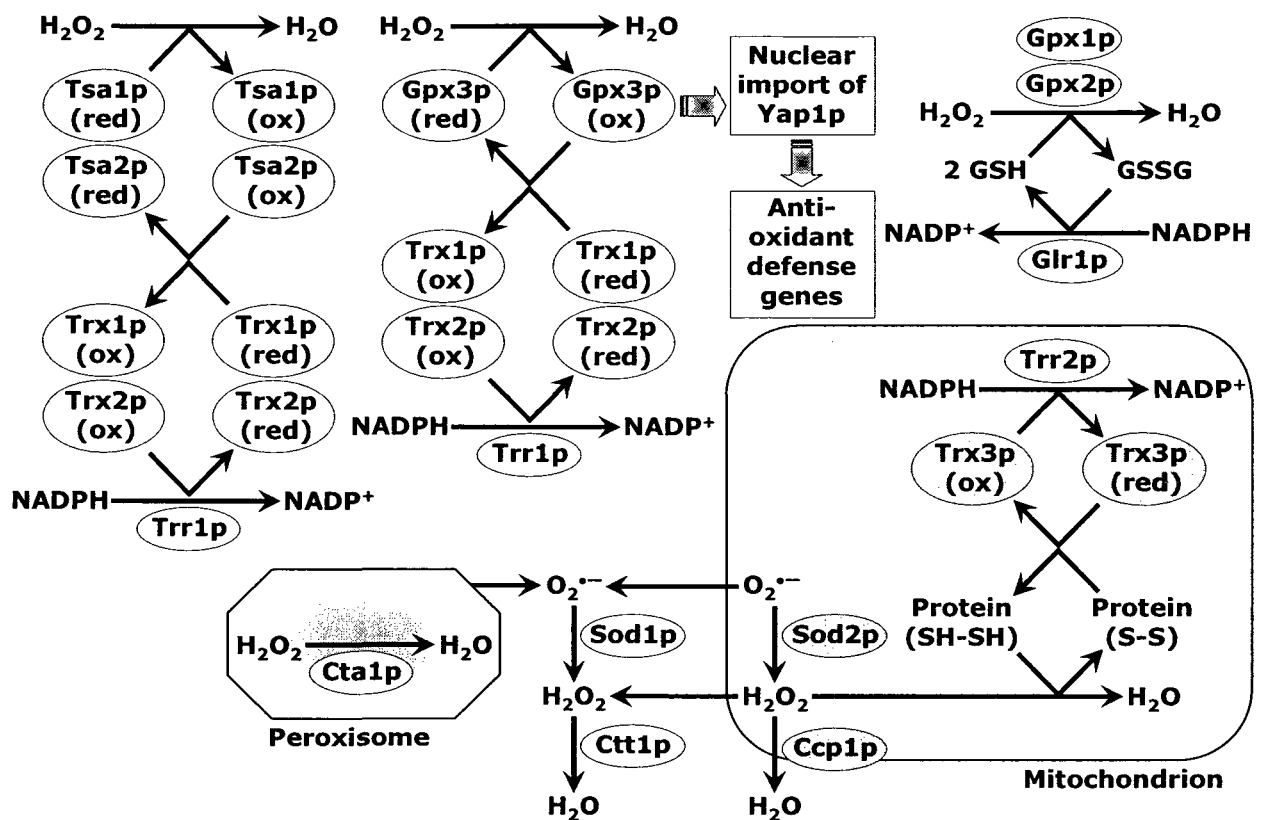 H₂O₂ H₂O
Tsa1p
(red)
Tsa1p
(ox)
Tsa2p
(red)
Tsa2p
(ox)
Trx1p
(ox)
Trx1p
(red)
Trx2p
(ox)
Trx2p
(red)
NADPH NADP⁺
Trr1p
H₂O₂ H₂O
Gpx3p
(red)
Gpx3p
(ox)
Trx1p
(ox)
Trx1p
(red)
Trx2p
(ox)
Trx2p
(red)
NADPH NADP⁺
Trr1p
Nuclear
import of
Yap1p
Anti-
oxidant
defense
genes
Gpx1p
Gpx2p
H₂O₂ H₂O
2 GSH GSSG
NADP⁺ NADPH
Glr1p
Trr2p
NADPH NADP⁺
Trx3p
(ox)
Trx3p
(red)
Protein
(SH-SH)
Protein
(S-S)
O₂•− O₂•−
Sod1p Sod2p
H₂O₂ H₂O₂ H₂O
Ctt1p Ccp1p
H₂O H₂O
Mitochondrion
H₂O₂ H₂O
Cta1p
Peroxisome